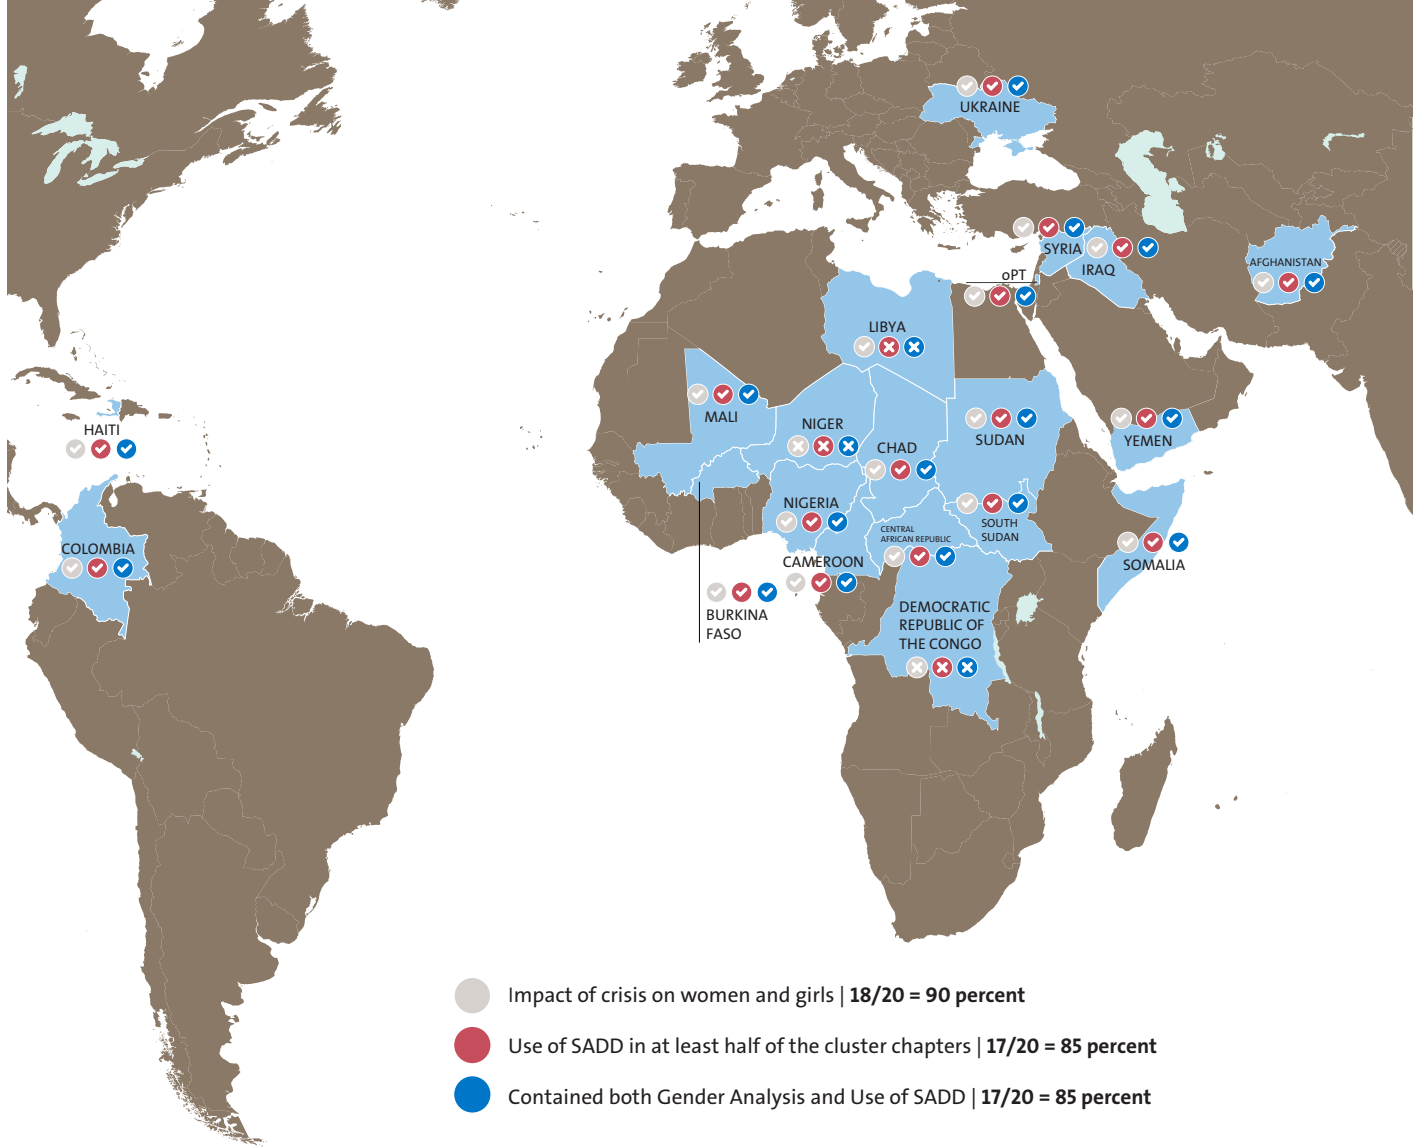 UKRAINE
SYRIA
IRAQ
AFGHANISTAN
oPT
LIBYA
MALI
NIGER
CHAD
SUDAN
YEMEN
HAITI
NIGERIA
SOUTH
SUDAN
CENTRAL
AFRICAN REPUBLIC
COLOMBIA
CAMEROON
SOMALIA
BURKINA
FASO
DEMOCRATIC
REPUBLIC OF
THE CONGO
Impact of crisis on women and girls | 18/20 = 90 percent
Use of SADD in at least half of the cluster chapters | 17/20 = 85 percent
Contained both Gender Analysis and Use of SADD | 17/20 = 85 percent